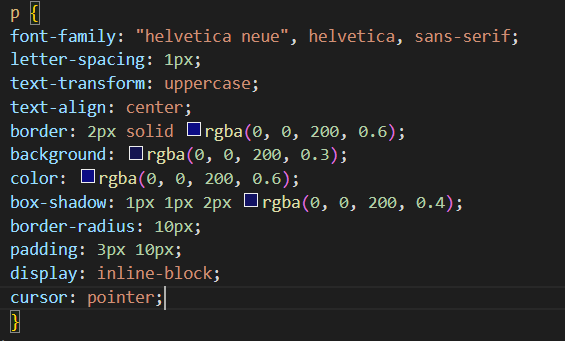 p {
font-family: "helvetica neue", helvetica, sans-serif;
letter-spacing: 1px;
text-transform: uppercase;
text-align: center;
border: 2px solid rgba(0, 0, 200, 0.6);
background: rgba(0, 0, 200, 0.3);
color: rgba(0, 0, 200, 0.6);
box-shadow: 1px 1px 2px rgba(0, 0, 200, 0.4);
border-radius: 10px;
padding: 3px 10px;
display: inline-block;
cursor: pointer;
}